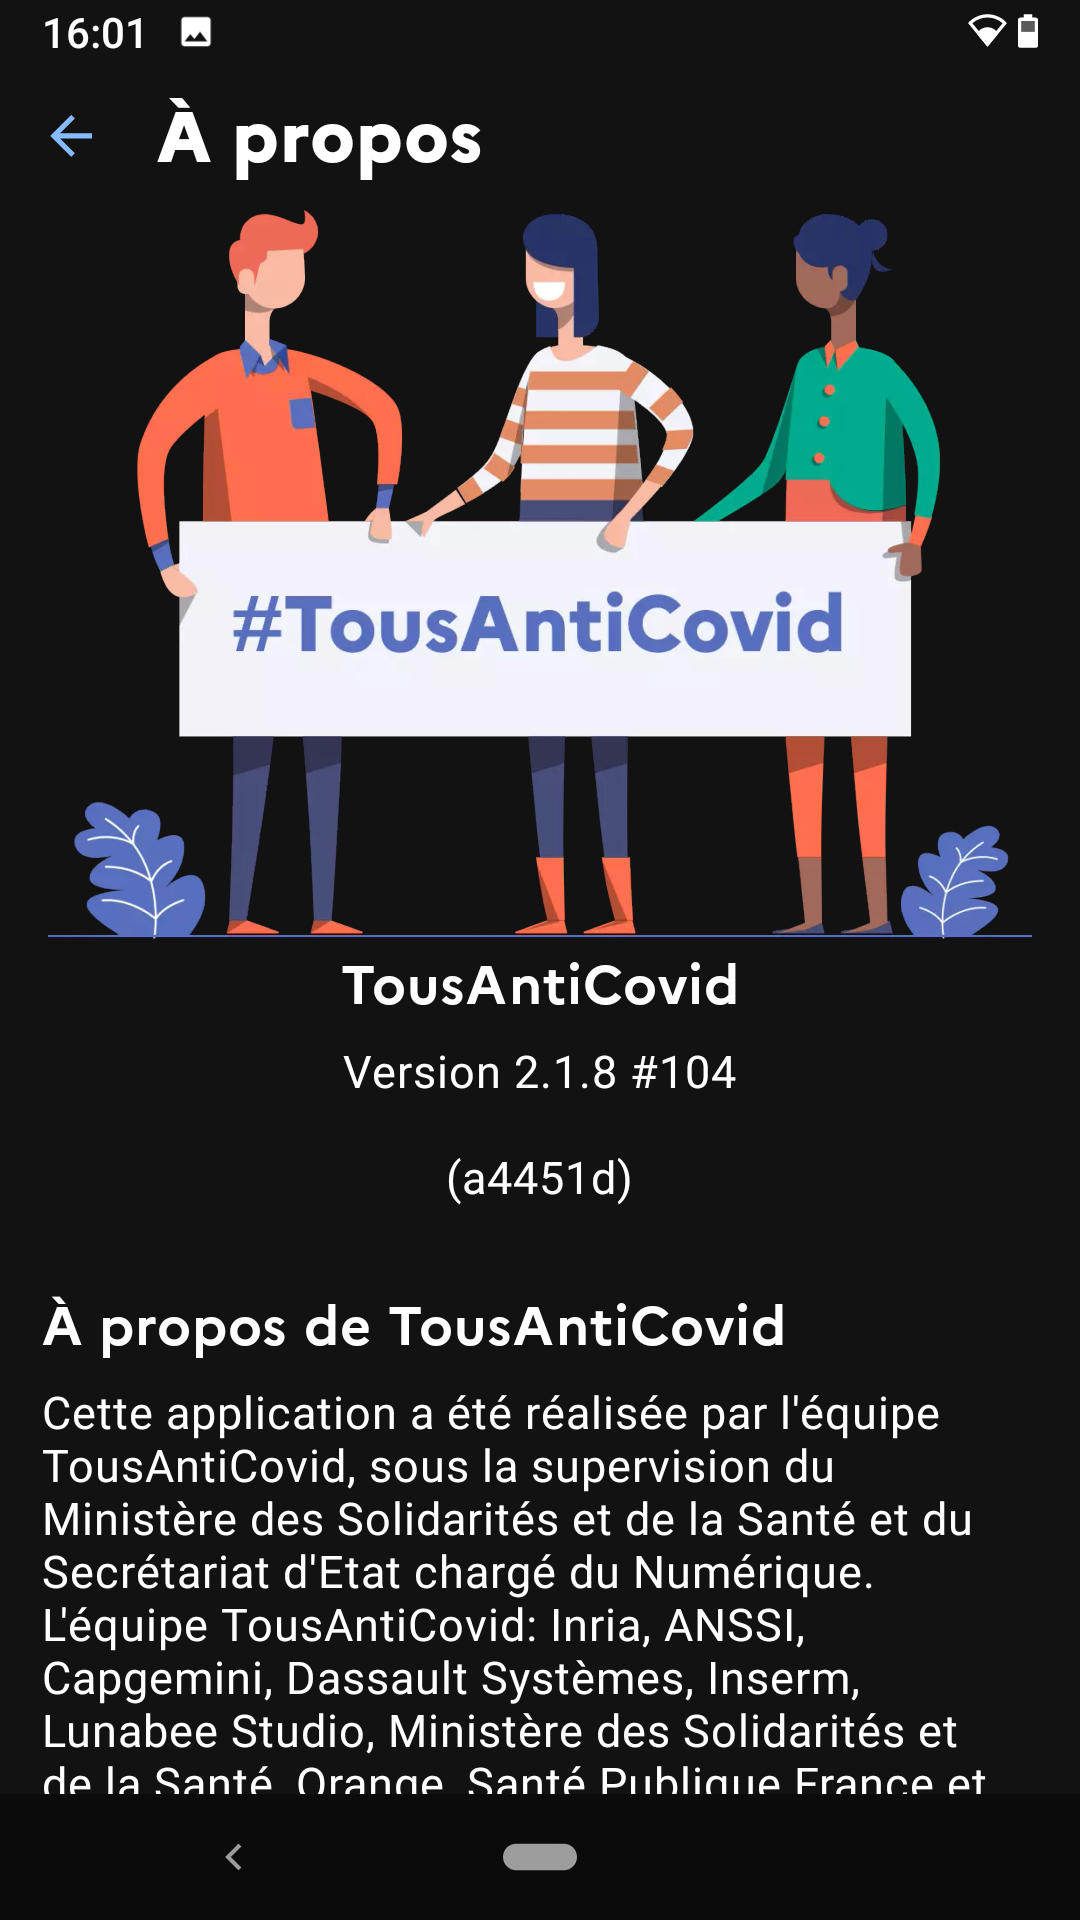 16:01
À propos
#TousAntiCovid
TousAntiCovid
Version 2.1.8 #104
(a4451d)
À propos de TousAntiCovid
Cette application a été réalisée par l'équipe
TousAntiCovid, sous la supervision du
Ministère des Solidarités et de la Santé et du
Secrétariat d'Etat chargé du Numérique.
L'équipe TousAntiCovid: Inria, ANSSI,
Capgemini, Dassault Systèmes, Inserm,
Lunabee Studio, Ministère des Solidarités et
de la Santé, Orange, Santé Publique France et